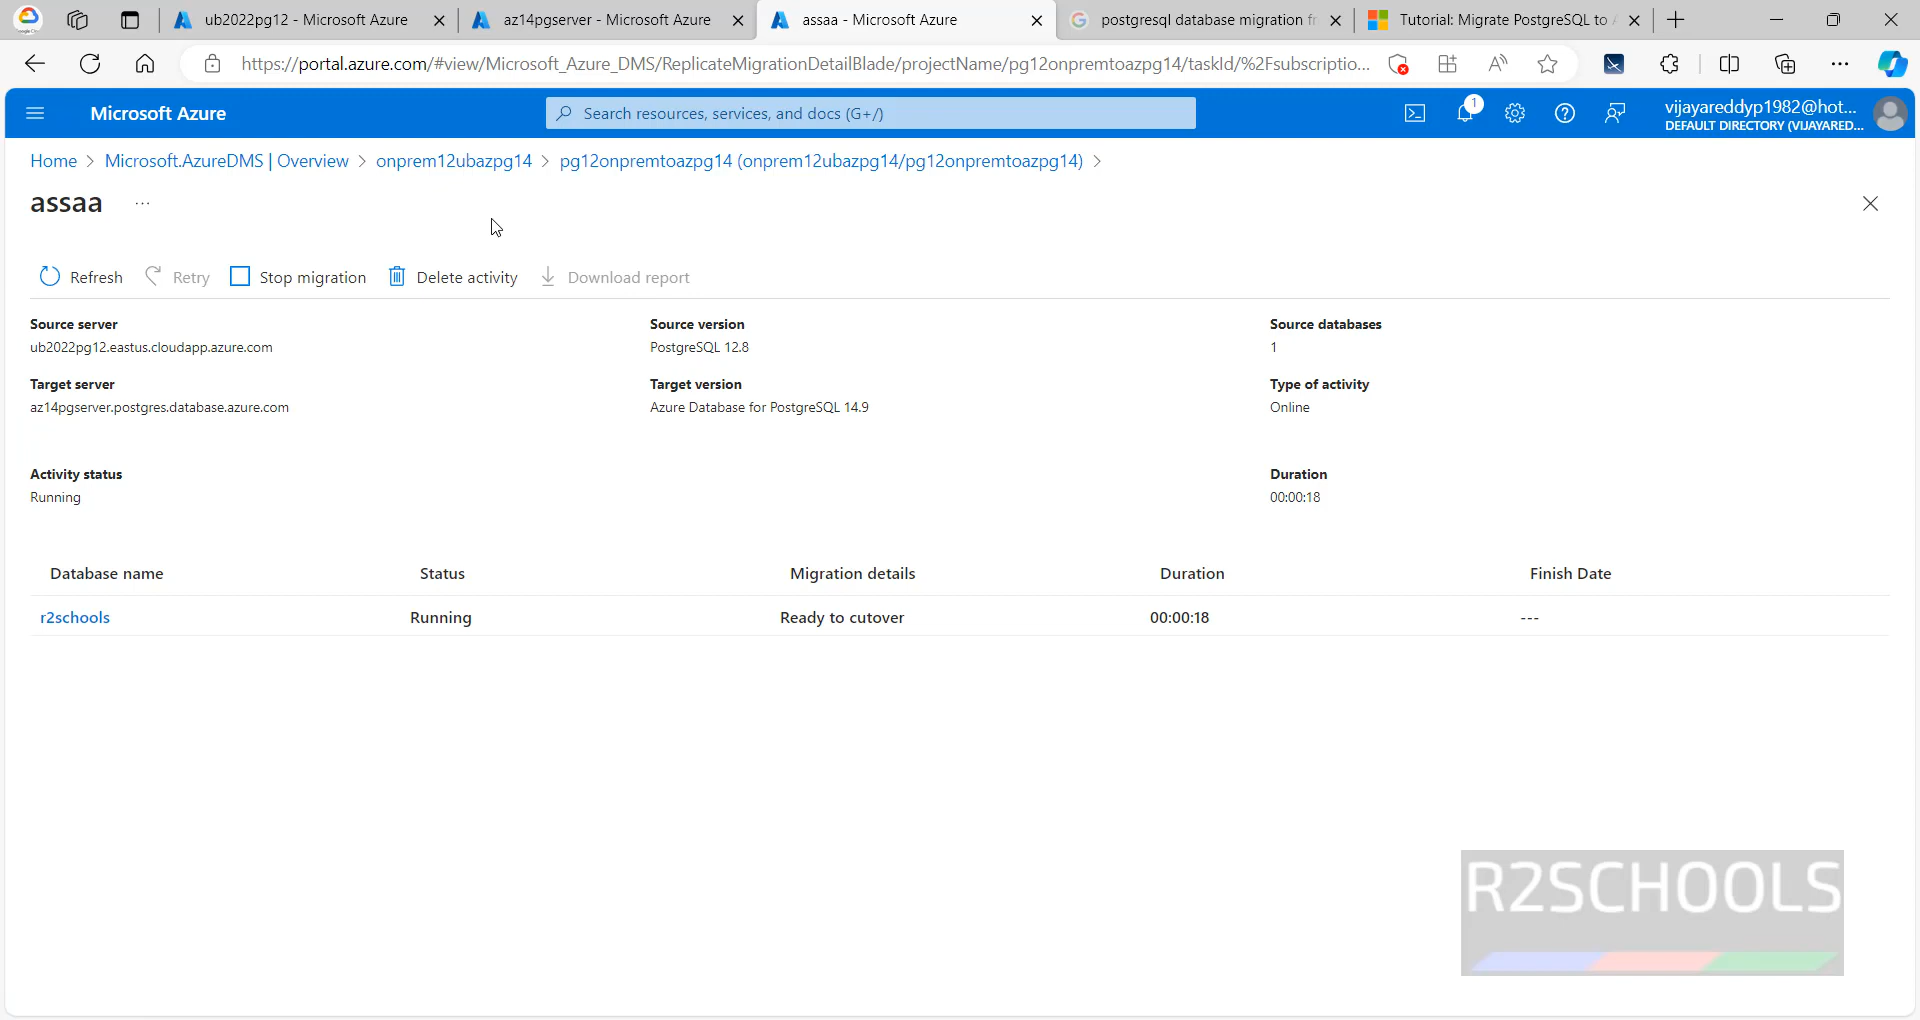 ub2022pg12 - Microsoft Azure
az14pgserver - Microsoft Azure
assaa - Microsoft Azure
postgresql database migration fr
Tutorial: Migrate PostgreSQL to A
https://portal.azure.com/#view/Microsoft_Azure_DMS/ReplicateMigrationDetailBlade/projectName/pg12onpremtoazpg14/taskId/%2Fsubscriptio...
Microsoft Azure
Search resources, services, and docs (G+/)
1
vijayareddyp1982@hot...
DEFAULT DIRECTORY (VIJAYARED...
Home > Microsoft.AzureDMS | Overview > onprem12ubazpg14 > pg12onpremtoazpg14 (onprem12ubazpg14/pg12onpremtoazpg14) >
assaa ...
Refresh Retry Stop migration Delete activity Download report
Source server Source version Source databases
ub2022pg12.eastus.cloudapp.azure.com PostgreSQL 12.8 1
Target server Target version Type of activity
az14pgserver.postgres.database.azure.com Azure Database for PostgreSQL 14.9 Online
Activity status Duration
Running 00:00:18
Database name Status Migration details Duration Finish Date
r2schools Running Ready to cutover 00:00:18 ---
R2SCHOOLS